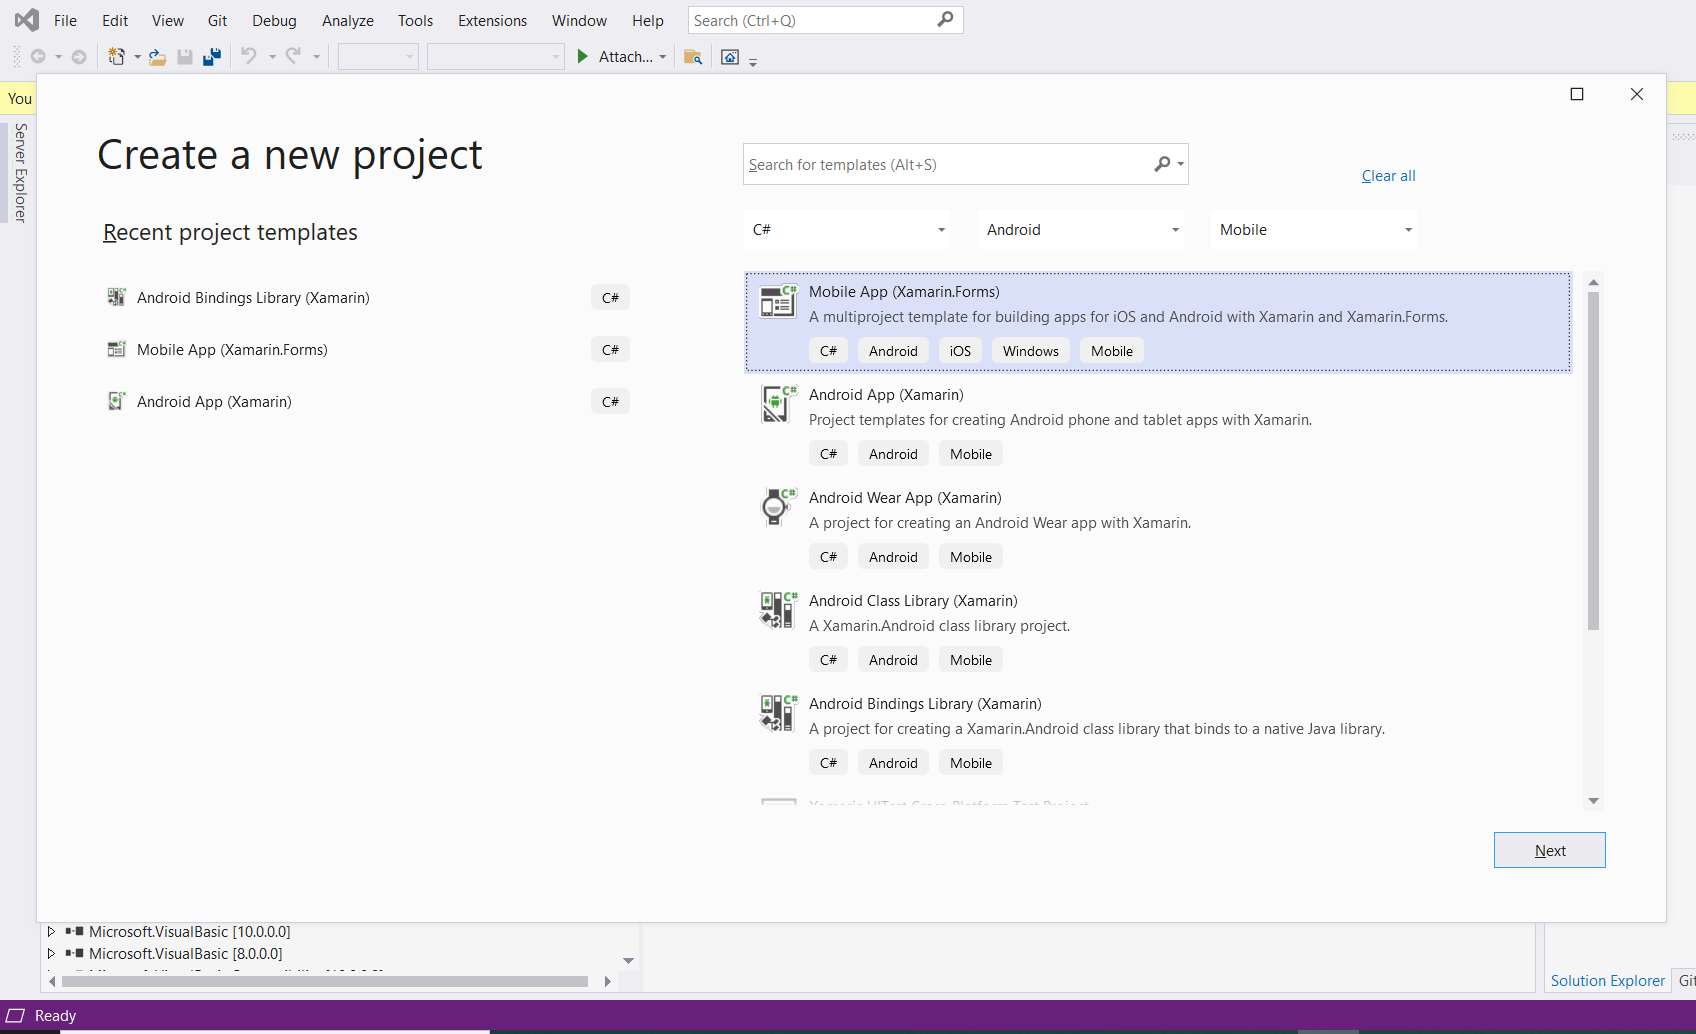 File Edit View Git Debug Analyze Tools Extensions Window Help Search (Ctrl+Q)
Attach...
You
Server Explorer
Create a new project
Recent project templates
Android Bindings Library (Xamarin) C#
Mobile App (Xamarin.Forms) C#
Android App (Xamarin) C#
Search for templates (Alt+S)
Clear all
C# Android Mobile
Mobile App (Xamarin.Forms)
A multiproject template for building apps for iOS and Android with Xamarin and Xamarin.Forms.
C# Android iOS Windows Mobile
Android App (Xamarin)
Project templates for creating Android phone and tablet apps with Xamarin.
C# Android Mobile
Android Wear App (Xamarin)
A project for creating an Android Wear app with Xamarin.
C# Android Mobile
Android Class Library (Xamarin)
A Xamarin.Android class library project.
C# Android Mobile
Android Bindings Library (Xamarin)
A project for creating a Xamarin.Android class library that binds to a native Java library.
C# Android Mobile
Next
Microsoft.VisualBasic [10.0.0.0]
Microsoft.VisualBasic [8.0.0.0]
Solution Explorer Git
Ready